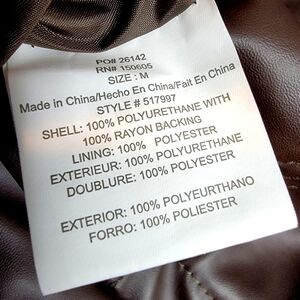 PO# 26142
RN# 150605
SIZE : M
Made in China/Hecho En China/Fait En China
STYLE # 517997
SHELL: 100% POLYURETHANE WITH
100% RAYON BACKING
LINING: 100% POLYESTER
EXTERIEUR: 100% POLYURETHANE
DOUBLURE: 100% POLYESTER
EXTERIOR: 100% POLYEURTHANO
FORRO: 100% POLIESTER